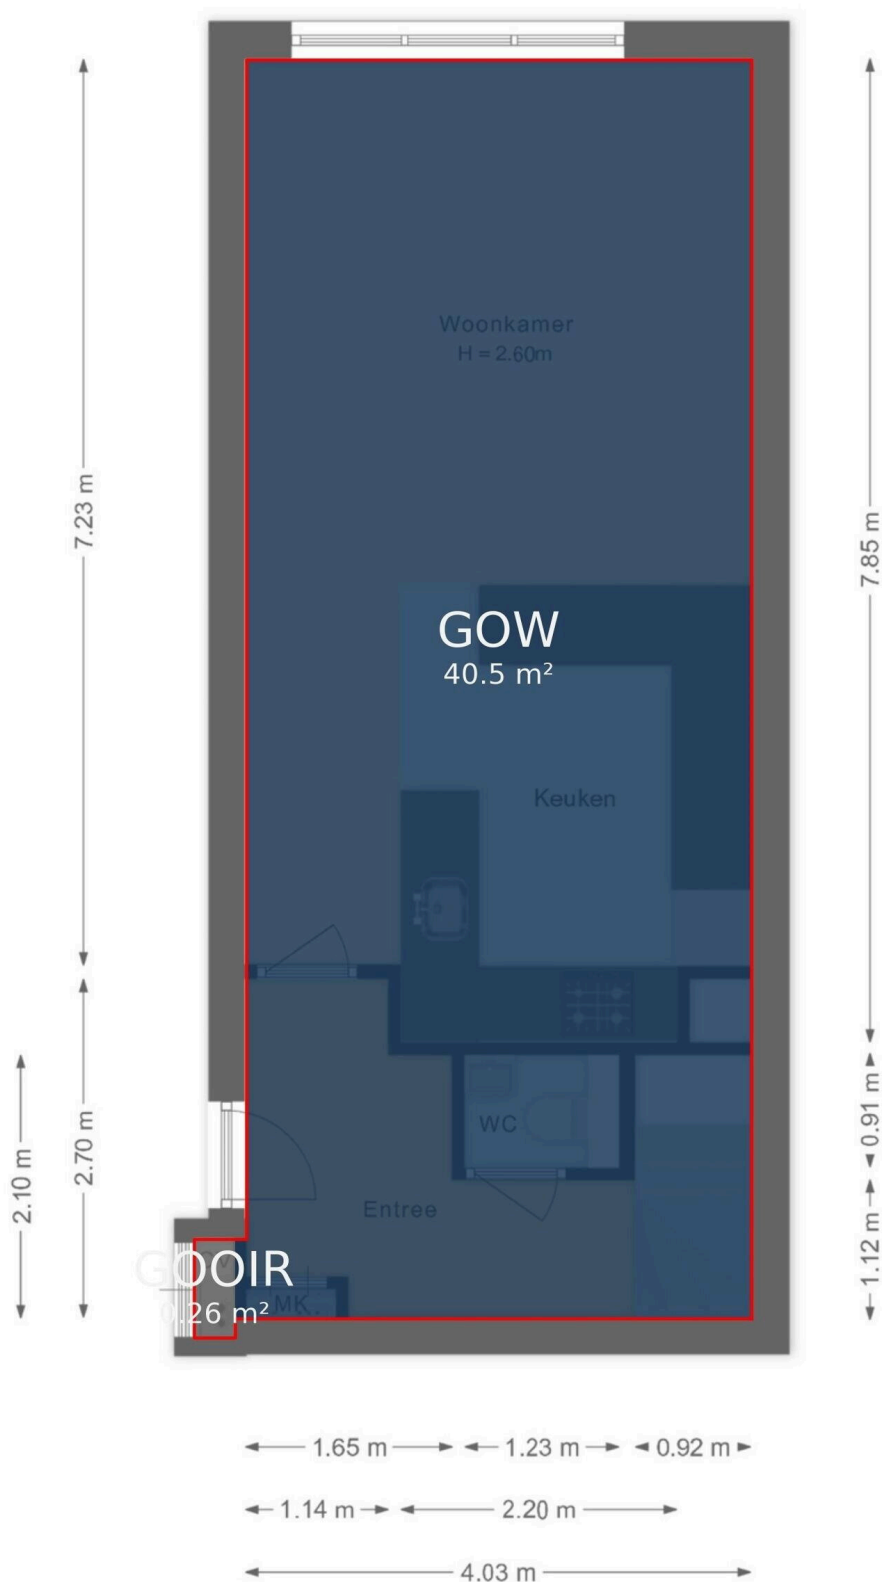 Woonkamer
H = 2.60m
7.23 m
7.85 m
GOW
40.5 m²
Keuken
WC
0.91 m
2.70 m
2.10 m
Entree
1.12 m
GOOIR
0.26 m²
MK.
1.65 m
1.23 m
0.92 m
1.14 m
2.20 m
4.03 m